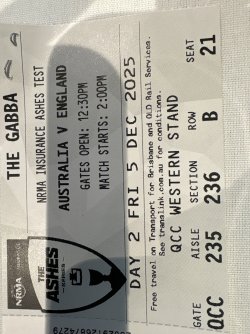 THE GABBA
NRMA INSURANCE ASHES TEST
AUSTRALIA V ENGLAND
GATES OPEN: 12:30PM
MATCH STARTS: 2:00PM
DAY 2 FRI 5 DEC 2025
Free travel on Transport for Brisbane and QLD Rail Services.
See translink.com.au for conditions.
QCC WESTERN STAND
GATE AISLE SECTION ROW SEAT
QCC 235 236 B 21
NRMA
THE
ASHES